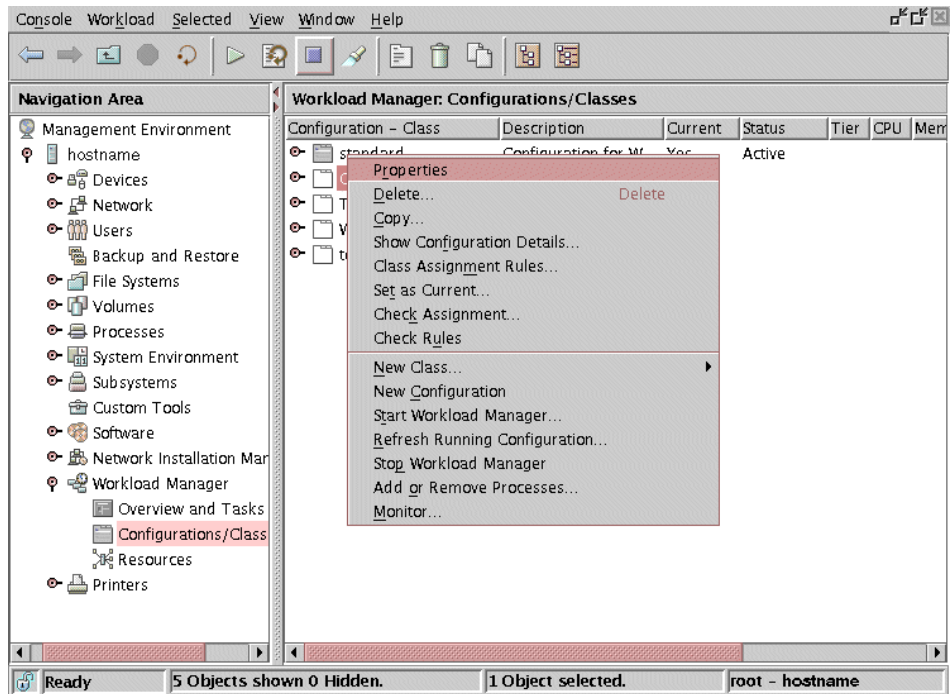 Console Workload Selected View Window Help
Navigation Area
Workload Manager: Configurations/Classes
Management Environment
hostname
Devices
Network
Users
Backup and Restore
File Systems
Volumes
Processes
System Environment
Subsystems
Custom Tools
Software
Network Installation Mar
Workload Manager
Overview and Tasks
Configurations/Class
Resources
Printers
Configuration – Class Description Current Status Tier CPU Mem
standard Configuration for W Yes Active
Properties
Delete... Delete
Copy...
Show Configuration Details...
Class Assignment Rules...
Set as Current...
Check Assignment...
Check Rules
New Class...
New Configuration
Start Workload Manager...
Refresh Running Configuration...
Stop Workload Manager
Add or Remove Processes...
Monitor...
Ready 5 Objects shown 0 Hidden. 1 Object selected. root – hostname